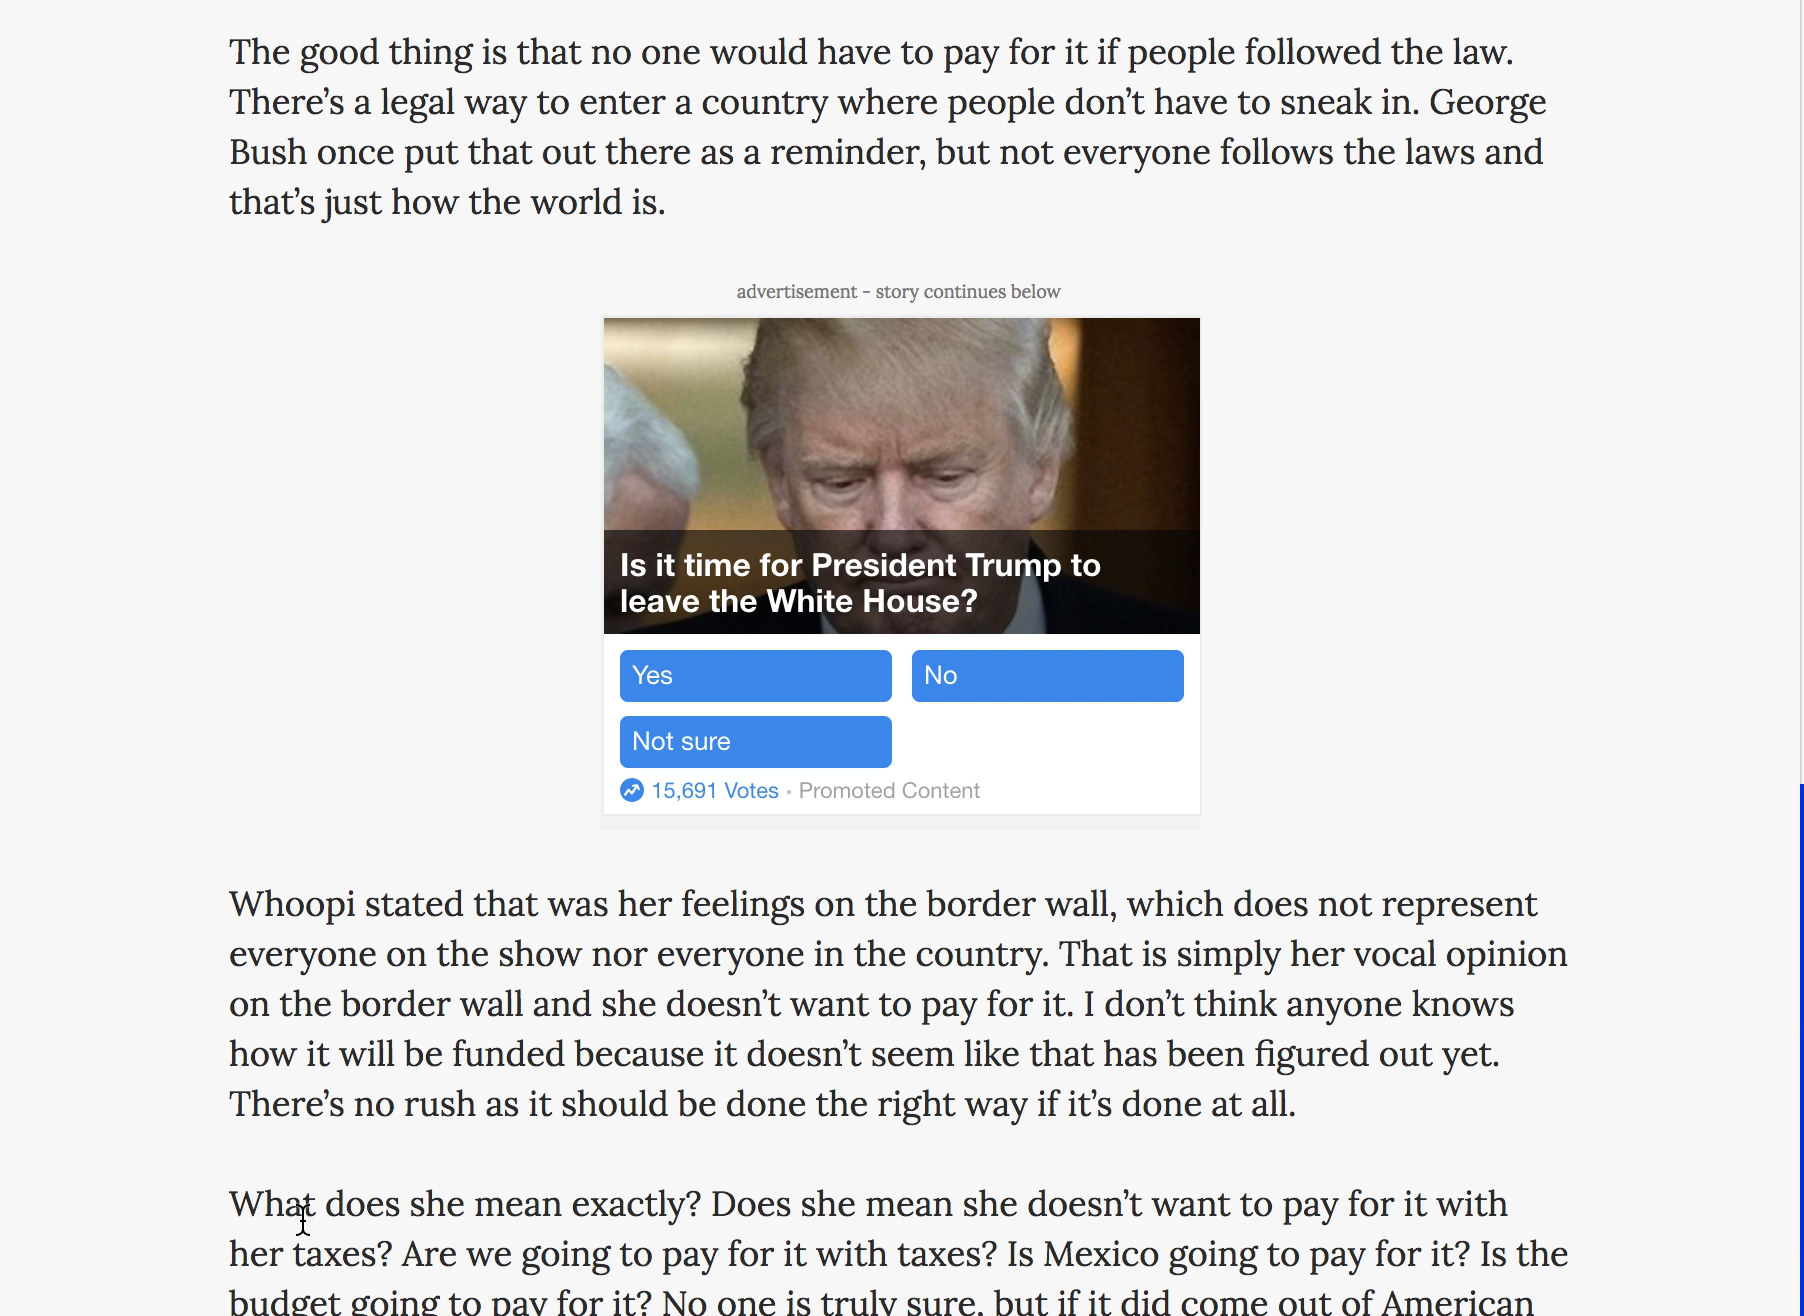 The good thing is that no one would have to pay for it if people followed the law.
There’s a legal way to enter a country where people don’t have to sneak in. George
Bush once put that out there as a reminder, but not everyone follows the laws and
that’s just how the world is.
advertisement - story continues below
Is it time for President Trump to
leave the White House?
Yes
No
Not sure
15,691 Votes • Promoted Content
Whoopi stated that was her feelings on the border wall, which does not represent
everyone on the show nor everyone in the country. That is simply her vocal opinion
on the border wall and she doesn’t want to pay for it. I don’t think anyone knows
how it will be funded because it doesn’t seem like that has been figured out yet.
There’s no rush as it should be done the right way if it’s done at all.
What does she mean exactly? Does she mean she doesn’t want to pay for it with
her taxes? Are we going to pay for it with taxes? Is Mexico going to pay for it? Is the
budget going to pay for it? No one is truly sure, but if it did come out of American